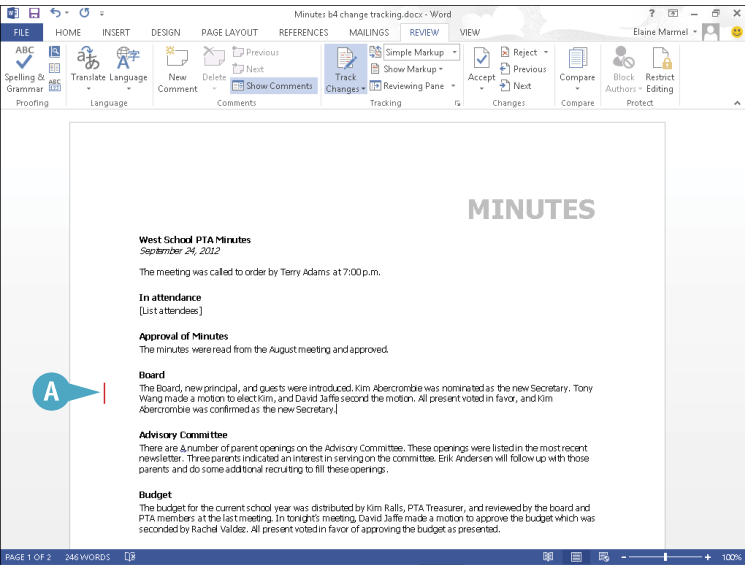 Minutes b4 change tracking.docx - Word
?
FILE HOME INSERT DESIGN PAGE LAYOUT REFERENCES MAILINGS REVIEW VIEW Elaine Marmel
ABC
Spelling & Grammar
ABC
123
Proofing
Translate
Language
Language
New Comment
Delete
Previous
Next
Show Comments
Comments
Track Changes
Simple Markup
Show Markup
Reviewing Pane
Tracking
Accept
Reject
Previous
Next
Changes
Compare
Compare
Block Authors
Restrict Editing
Protect
MINUTES
West School PTA Minutes
September 24, 2012
The meeting was called to order by Terry Adams at 7:00 p.m.
In attendance
[List attendees]
Approval of Minutes
The minutes were read from the August meeting and approved.
Board
A
The Board, new principal, and guests were introduced. Kim Abercrombie was nominated as the new Secretary. Tony
Wang made a motion to elect Kim, and David Jaffe second the motion. All present voted in favor, and Kim
Abercrombie was confirmed as the new Secretary.
Advisory Committee
There are A number of parent openings on the Advisory Committee. These openings were listed in the most recent
newsletter. Three parents indicated an interest in serving on the committee. Erik Andersen will follow up with those
parents and do some additional recruiting to fill these openings.
Budget
The budget for the current school year was distributed by Kim Ralls, PTA Treasurer, and reviewed by the board and
PTA members at the last meeting. In tonight's meeting, David Jaffe made a motion to approve the budget which was
seconded by Rachel Valdez. All present voted in favor of approving the budget as presented.
PAGE 1 OF 2 246 WORDS 100%